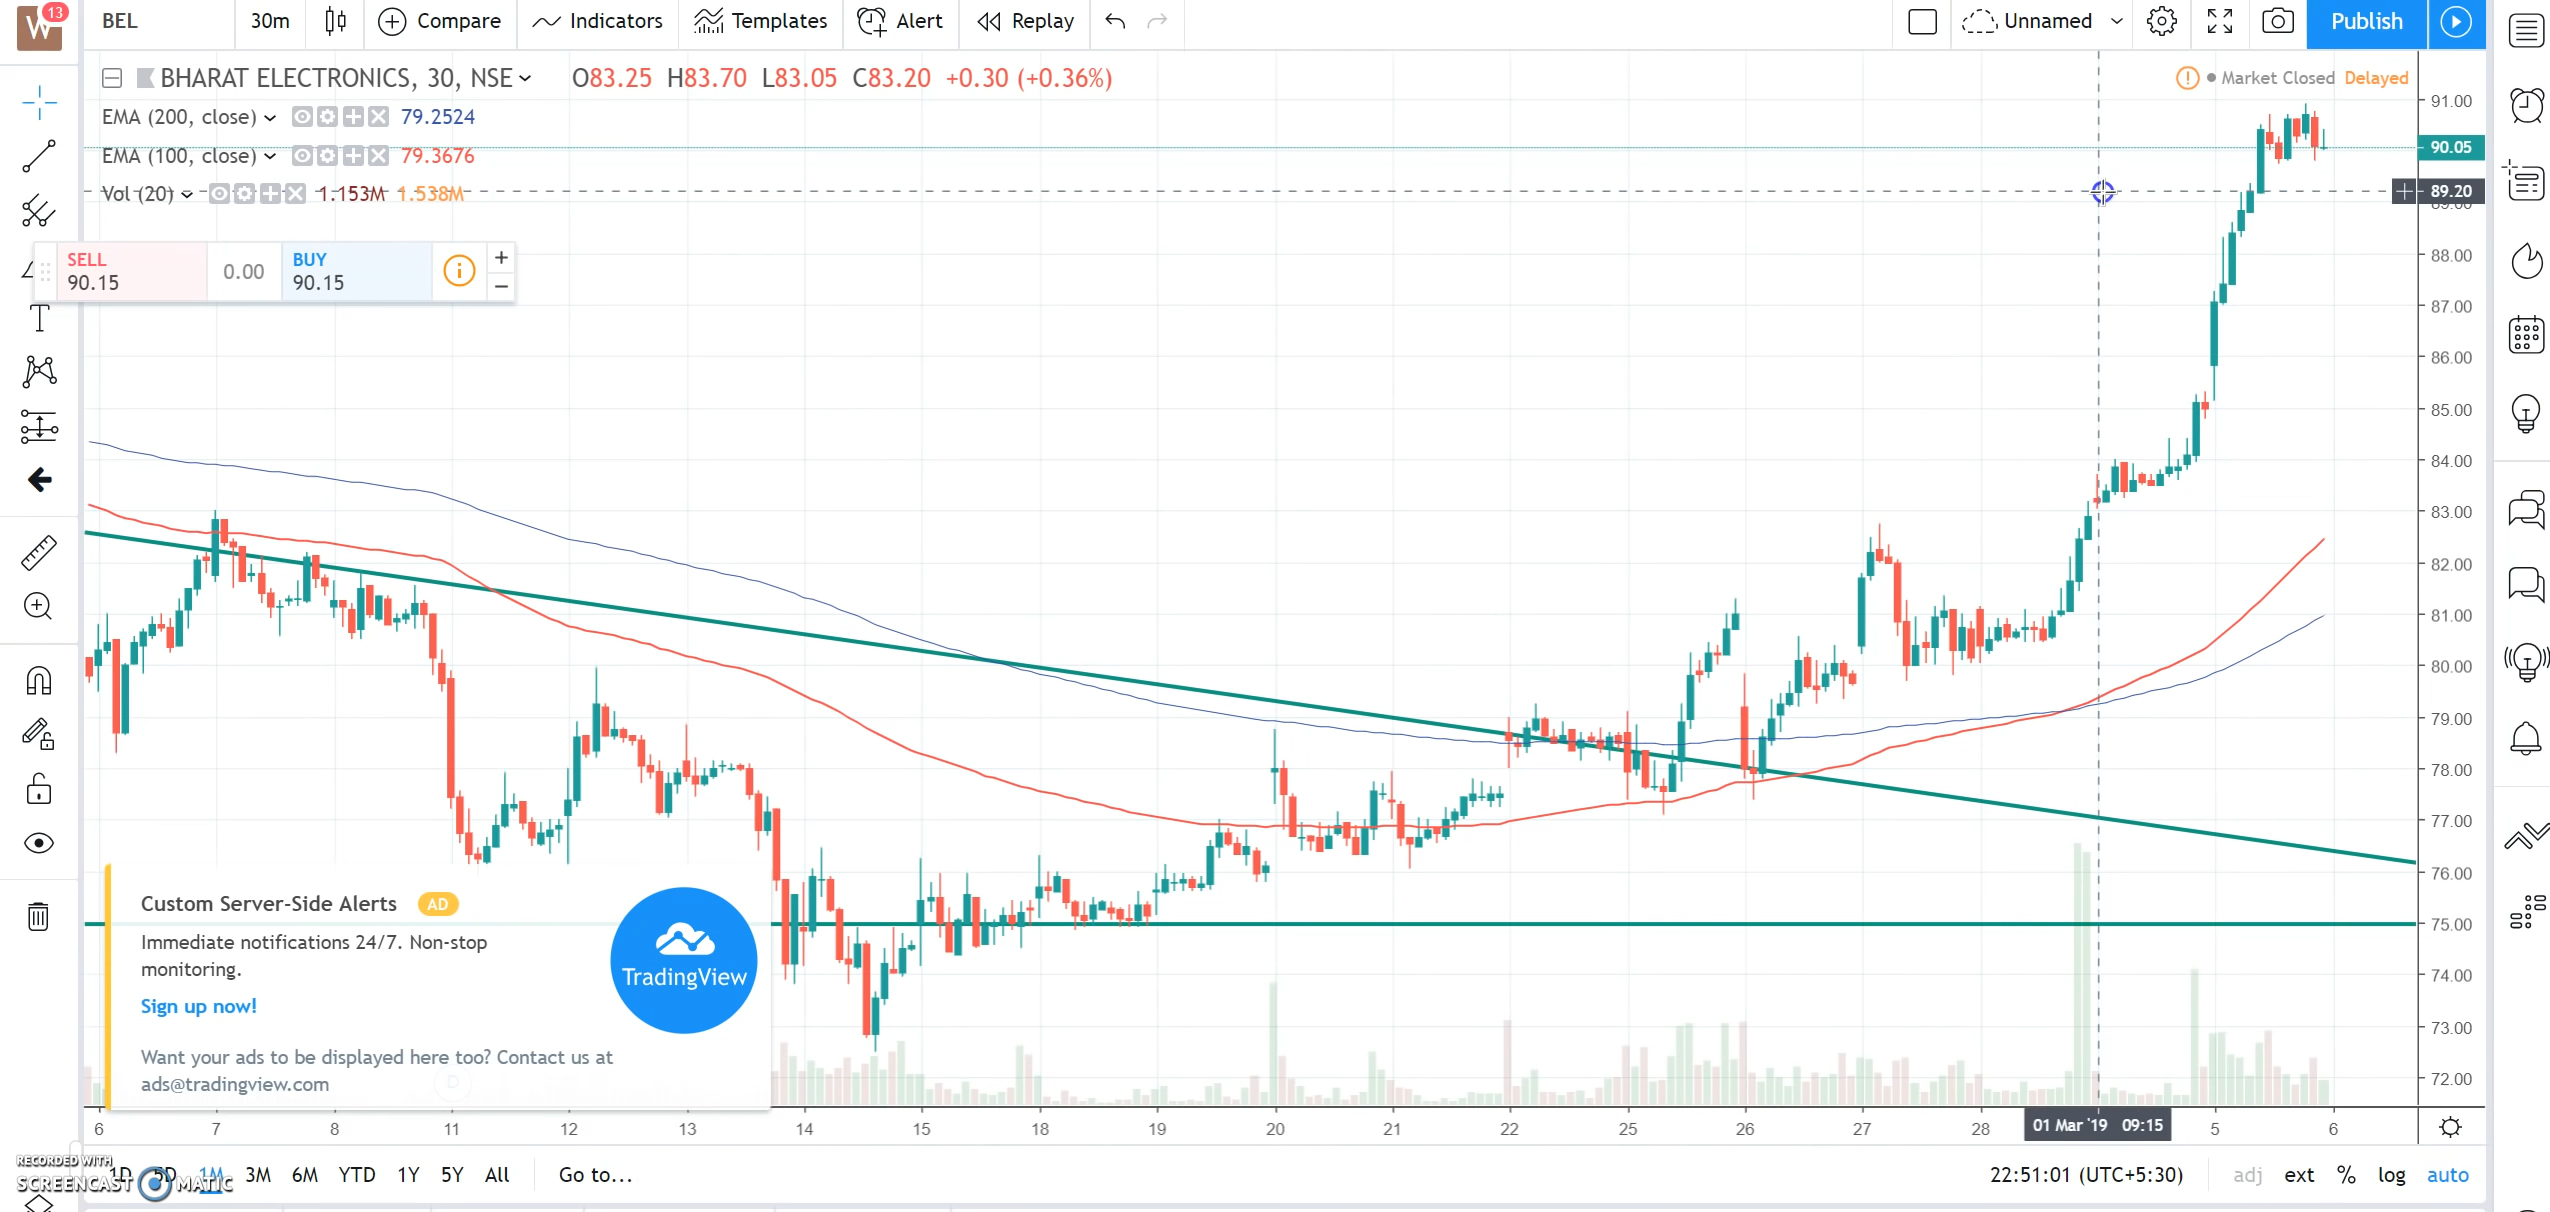 W 13 BEL 30m Compare Indicators Templates Alert Replay Unnamed Publish
BHARAT ELECTRONICS, 30, NSE O83.25 H83.70 L83.05 C83.20 +0.30 (+0.36%) Market Closed Delayed
EMA (200, close) 79.2524
EMA (100, close) 79.3676
Vol (20) 1.153M 1.538M
SELL
90.15
0.00
BUY
90.15
91.00
90.05
89.20
89.00
88.00
87.00
86.00
85.00
84.00
83.00
82.00
81.00
80.00
79.00
78.00
77.00
76.00
75.00
74.00
73.00
72.00
Custom Server-Side Alerts AD
Immediate notifications 24/7. Non-stop
monitoring.
Sign up now!
Want your ads to be displayed here too? Contact us at
ads@tradingview.com
TradingView
6 7 8 11 12 13 14 15 18 19 20 21 22 25 26 27 28 01 Mar '19 09:15 5 6
1D 5D 1M 3M 6M YTD 1Y 5Y All Go to... 22:51:01 (UTC+5:30) adj ext % log auto
RECORDED WITH
SCREENCAST MATIC